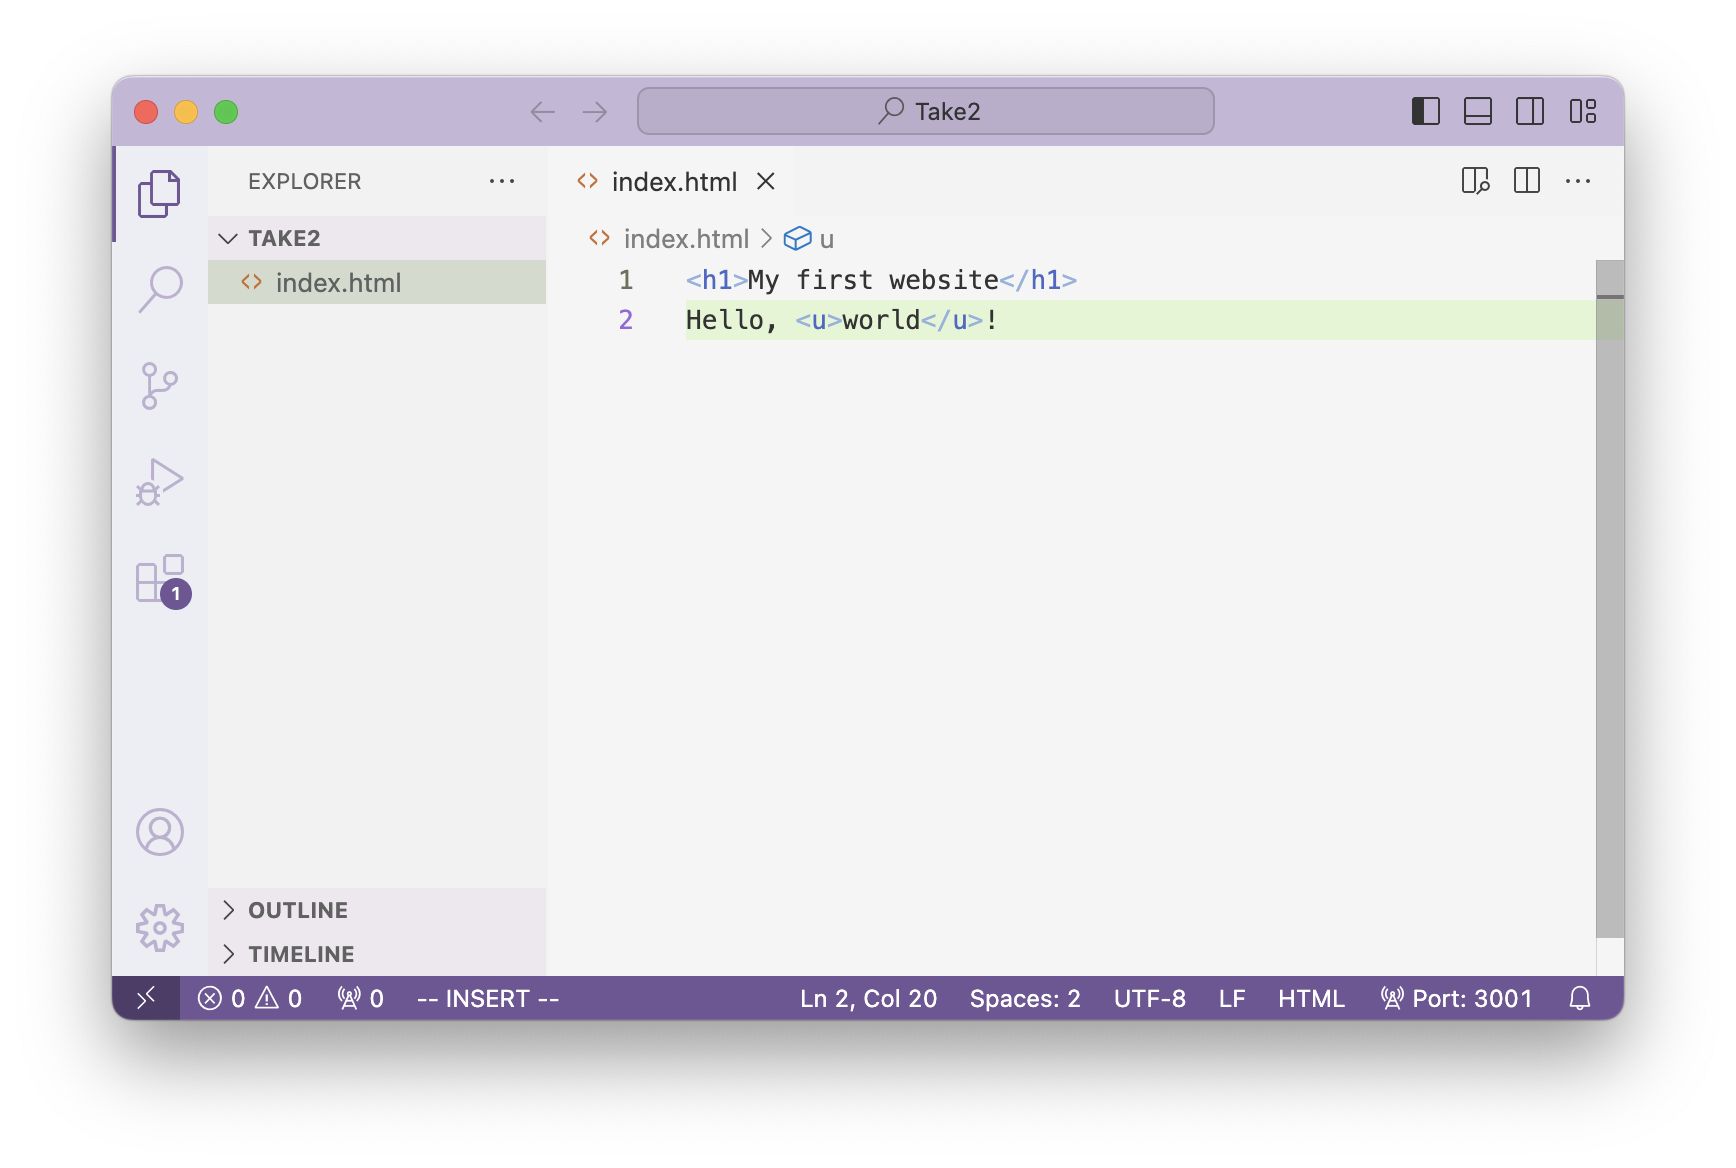 Take2
EXPLORER
index.html
TAKE2
index.html > u
index.html
1 <h1>My first website</h1>
2 Hello, <u>world</u>!
1
OUTLINE
TIMELINE
0 0 0 -- INSERT -- Ln 2, Col 20 Spaces: 2 UTF-8 LF HTML Port: 3001